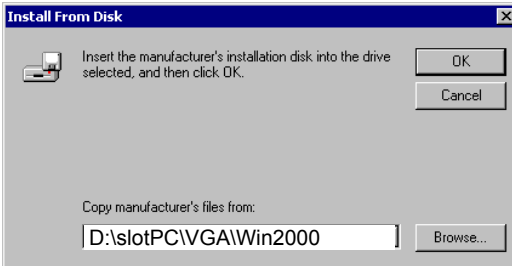 Install From Disk
Insert the manufacturer's installation disk into the drive
selected, and then click OK.
OK
Cancel
Copy manufacturer's files from:
D:\slotPC\VGA\Win2000
Browse...